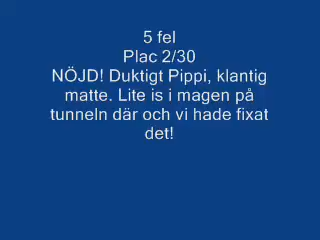 5 fel
Plac 2/30
NÖJD! Duktigt Pippi, klantig
matte. Lite is i magen på
tunneln där och vi hade fixat
det!